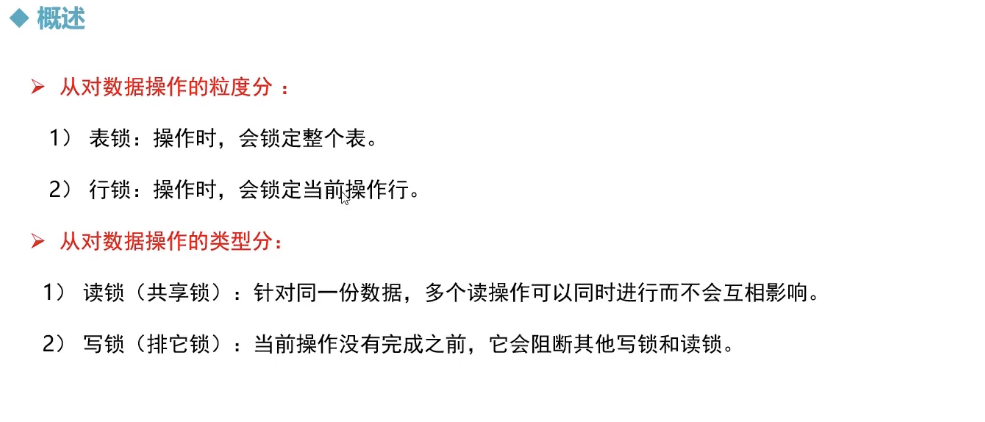 概述
从对数据操作的粒度分 :
1） 表锁：操作时，会锁定整个表。
2） 行锁：操作时，会锁定当前操作行。
从对数据操作的类型分：
1） 读锁（共享锁）：针对同一份数据，多个读操作可以同时进行而不会互相影响。
2） 写锁（排它锁）：当前操作没有完成之前，它会阻断其他写锁和读锁。